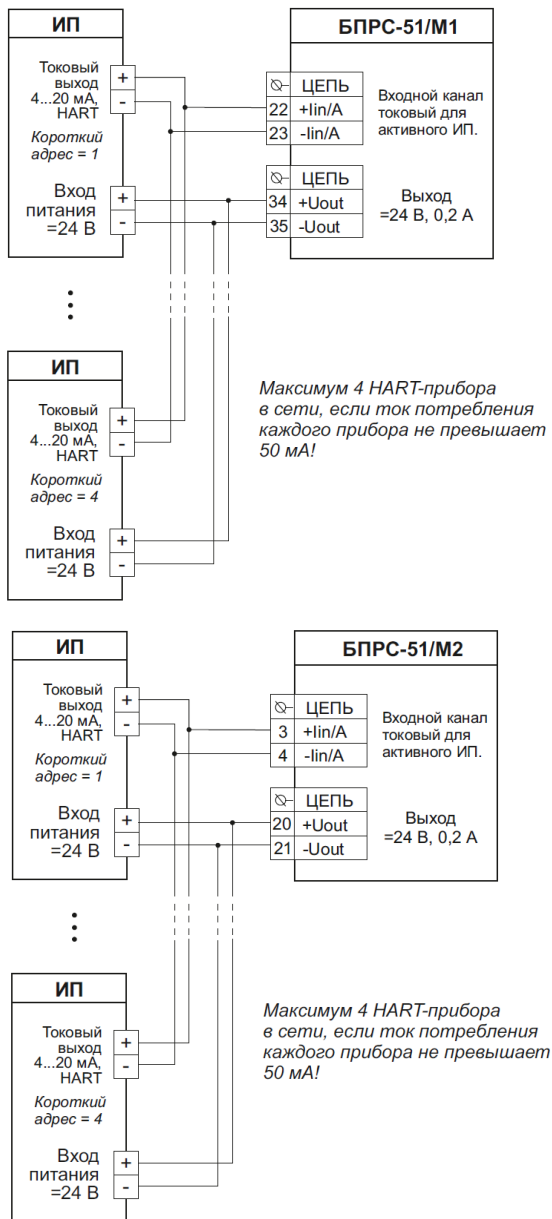 ИП
Токовый
выход
4...20 мА,
HART
+
-
Короткий
адрес = 1
Вход
питания
=24 В
+
-
БПРС-51/М1
ЦЕПЬ
22 +Iin/A
23 -Iin/A
Входной канал
токовый для
активного ИП.
ЦЕПЬ
34 +Uout
35 -Uout
Выход
=24 В, 0,2 А
ИП
Токовый
выход
4...20 мА,
HART
+
-
Короткий
адрес = 4
Вход
питания
=24 В
+
-
Максимум 4 HART-прибора
в сети, если ток потребления
каждого прибора не превышает
50 мА!
ИП
Токовый
выход
4...20 мА,
HART
+
-
Короткий
адрес = 1
Вход
питания
=24 В
+
-
БПРС-51/М2
ЦЕПЬ
3 +Iin/A
4 -Iin/A
Входной канал
токовый для
активного ИП.
ЦЕПЬ
20 +Uout
21 -Uout
Выход
=24 В, 0,2 А
ИП
Токовый
выход
4...20 мА,
HART
+
-
Короткий
адрес = 4
Вход
питания
=24 В
+
-
Максимум 4 HART-прибора
в сети, если ток потребления
каждого прибора не превышает
50 мА!